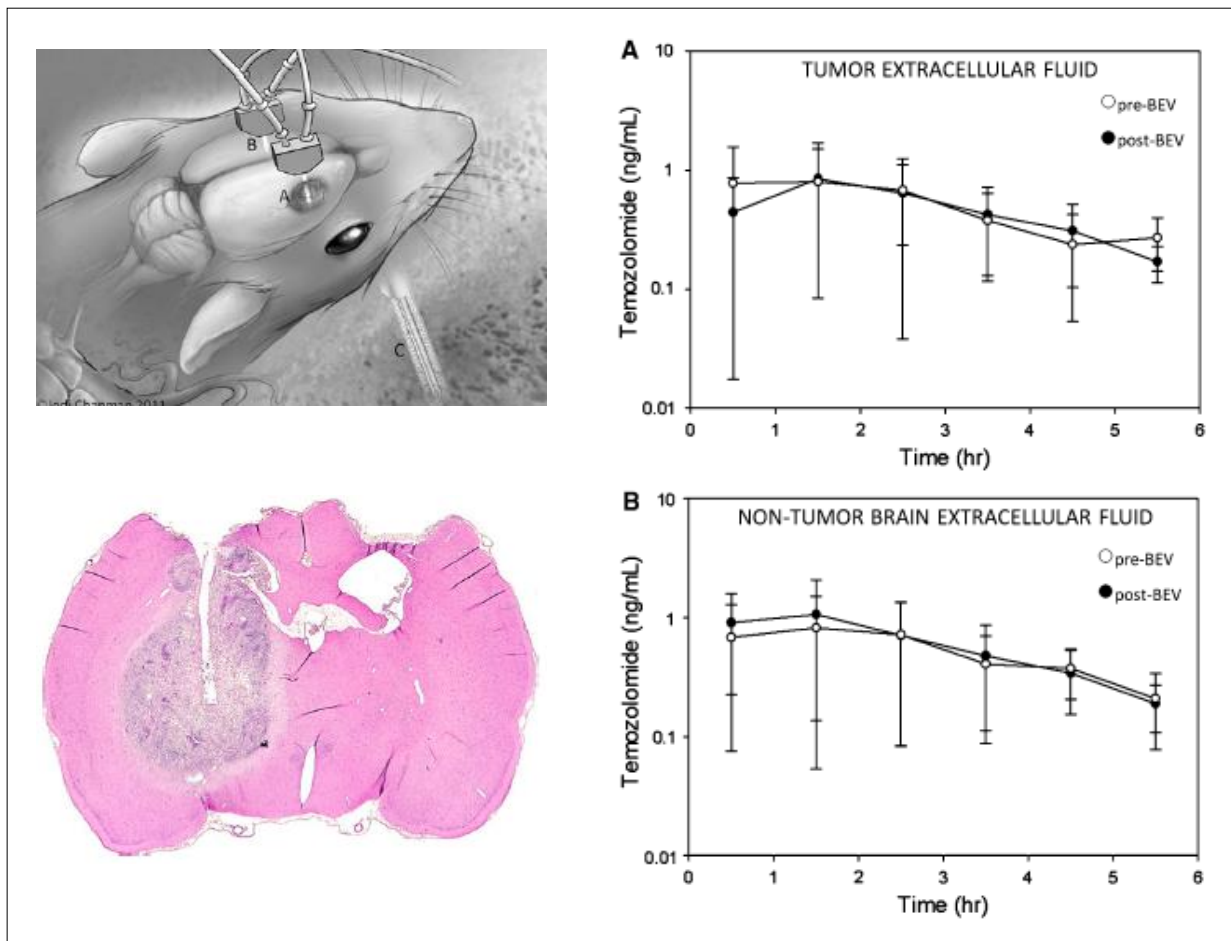 B
A
C
©Jodi Chapman 2011
A
TUMOR EXTRACELLULAR FLUID
pre-BEV
post-BEV
Temozolomide (ng/mL)
10
1
0.1
0.01
0 1 2 3 4 5 6
Time (hr)
B
NON-TUMOR BRAIN EXTRACELLULAR FLUID
pre-BEV
post-BEV
Temozolomide (ng/mL)
10
1
0.1
0.01
0 1 2 3 4 5 6
Time (hr)